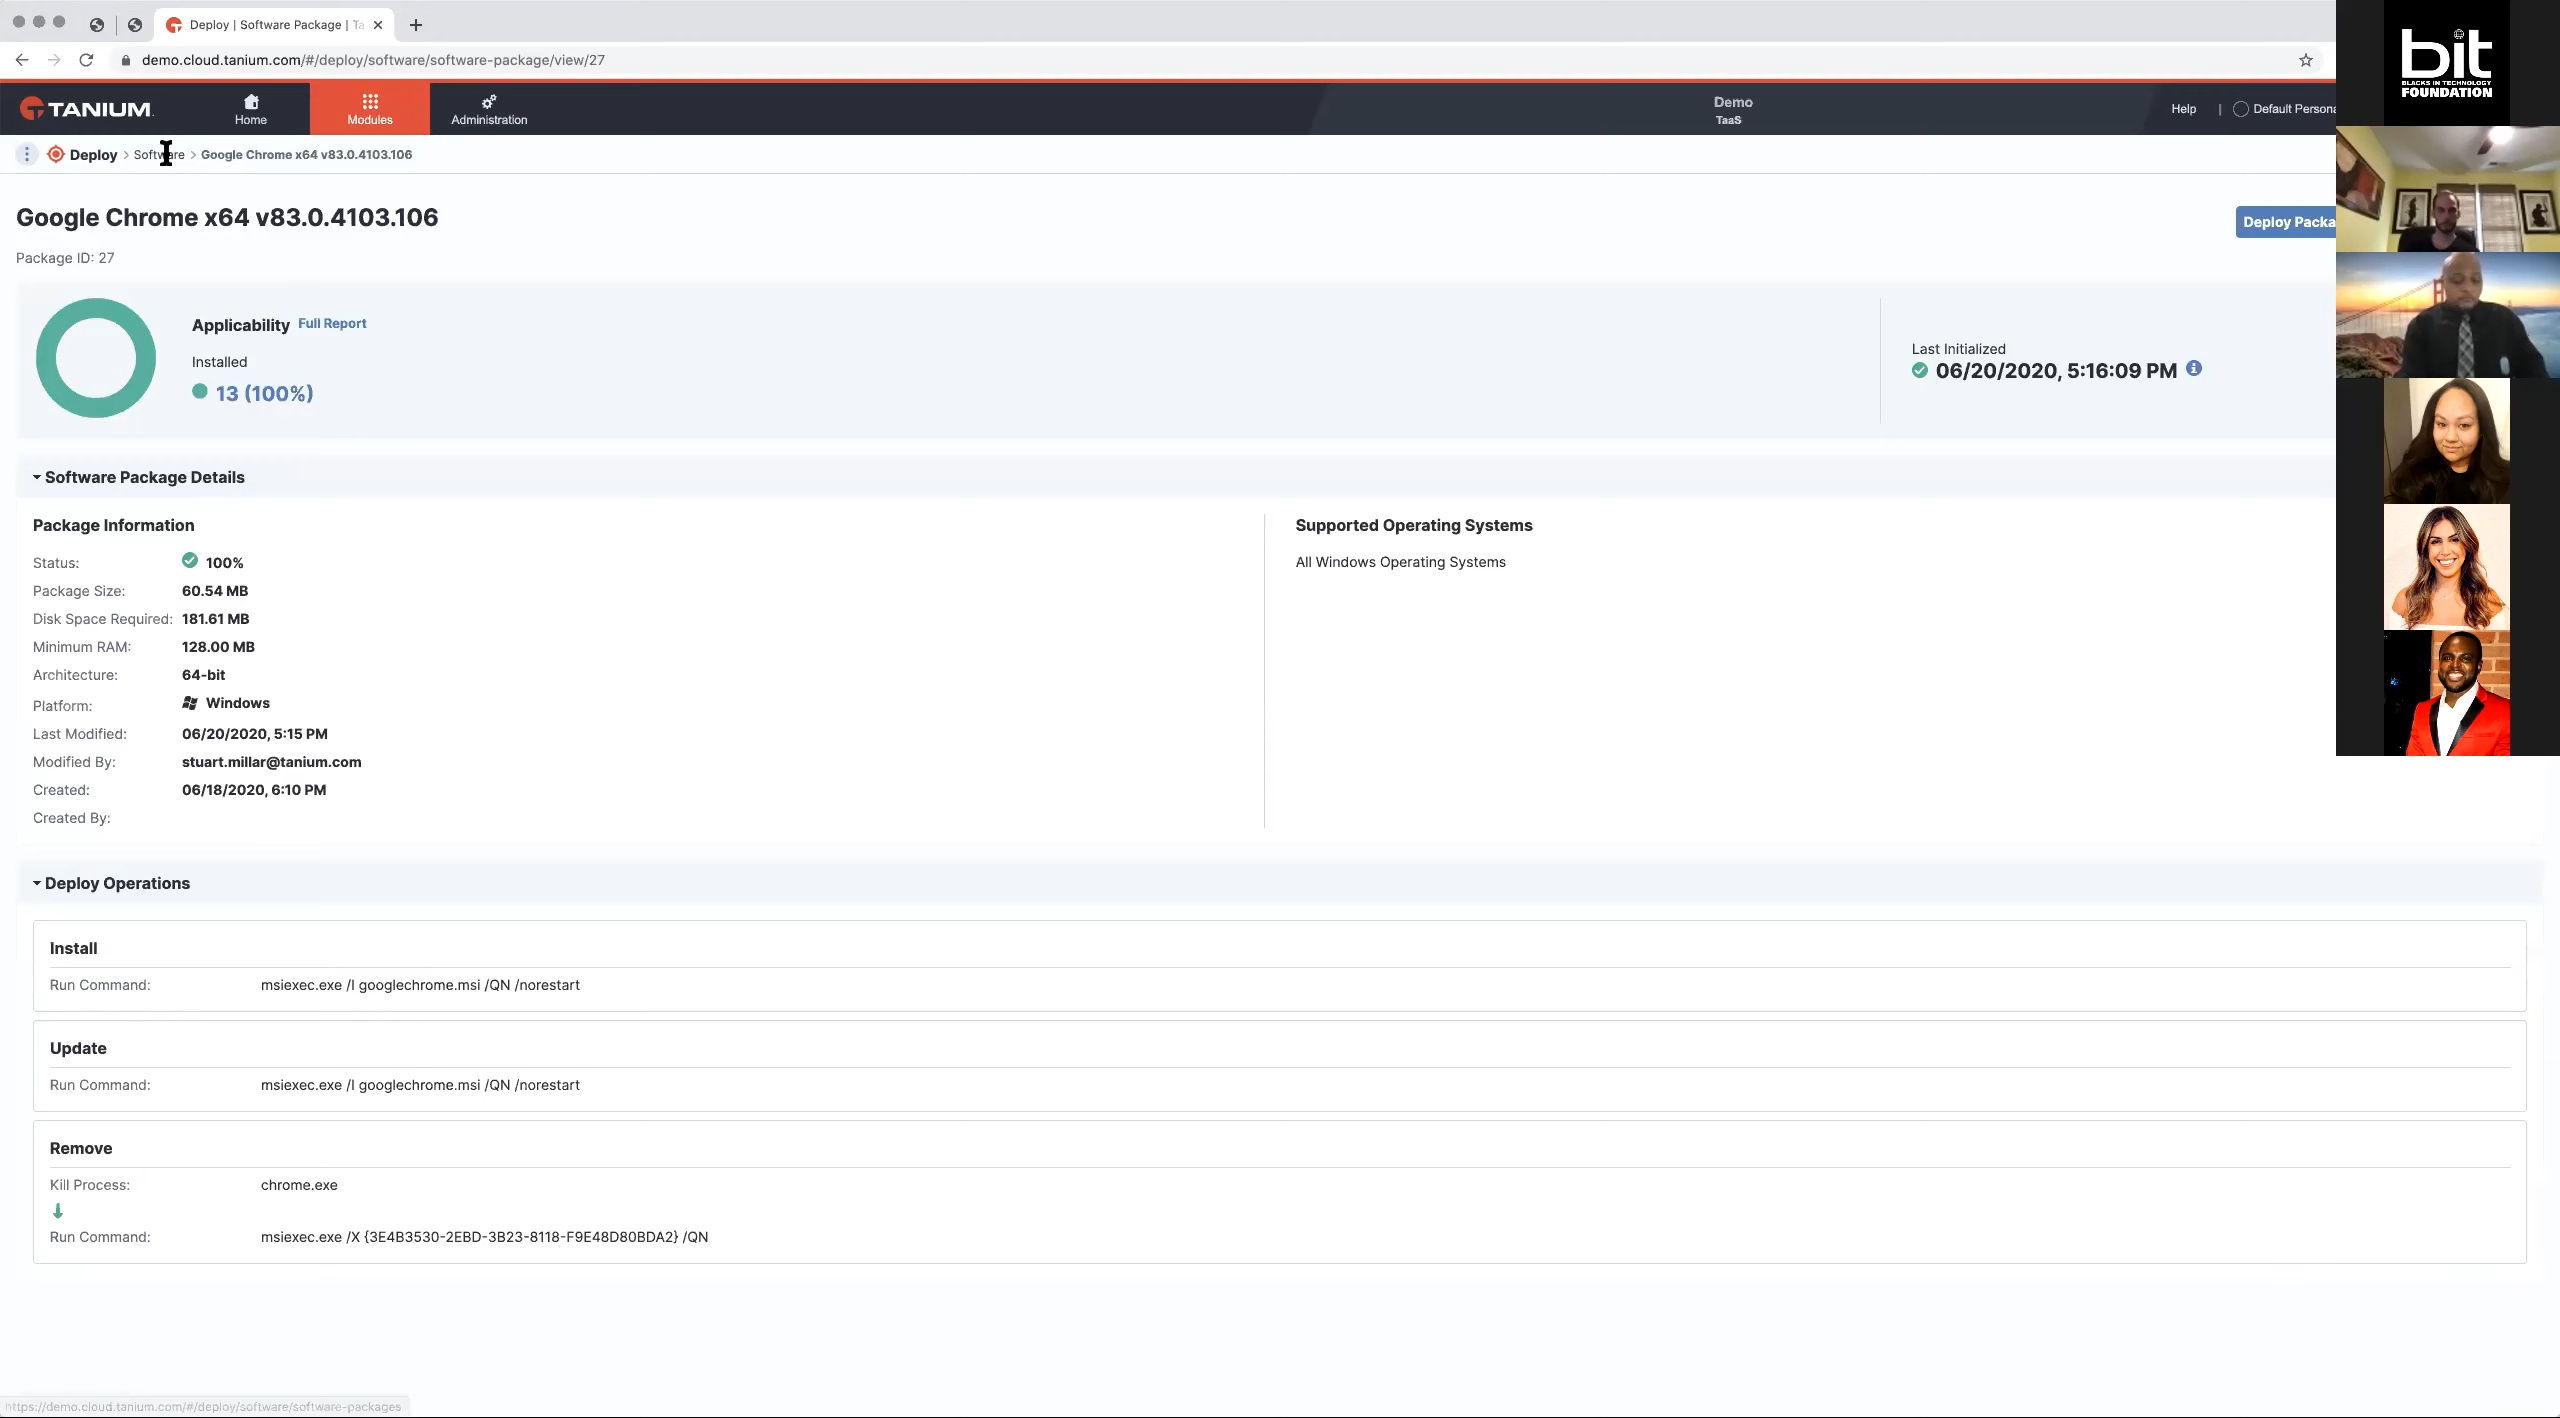 Deploy | Software Package | Ta
demo.cloud.tanium.com/#/deploy/software/software-package/view/27
TANIUM
Home
Modules
Administration
Demo
TaaS
Help | Default Persona
Deploy > Software > Google Chrome x64 v83.0.4103.106
Google Chrome x64 v83.0.4103.106
Deploy Packa
Package ID: 27
Applicability Full Report
Installed
13 (100%)
Last Initialized
06/20/2020, 5:16:09 PM
Software Package Details
Package Information
Status: 100%
Package Size: 60.54 MB
Disk Space Required: 181.61 MB
Minimum RAM: 128.00 MB
Architecture: 64-bit
Platform: Windows
Last Modified: 06/20/2020, 5:15 PM
Modified By: stuart.millar@tanium.com
Created: 06/18/2020, 6:10 PM
Created By:
Supported Operating Systems
All Windows Operating Systems
Deploy Operations
Install
Run Command: msiexec.exe /I googlechrome.msi /QN /norestart
Update
Run Command: msiexec.exe /I googlechrome.msi /QN /norestart
Remove
Kill Process: chrome.exe
Run Command: msiexec.exe /X {3E4B3530-2EBD-3B23-8118-F9E48D80BDA2} /QN
https://demo.cloud.tanium.com/#/deploy/software/software-packages
bit
BLACKS IN TECHNOLOGY
FOUNDATION